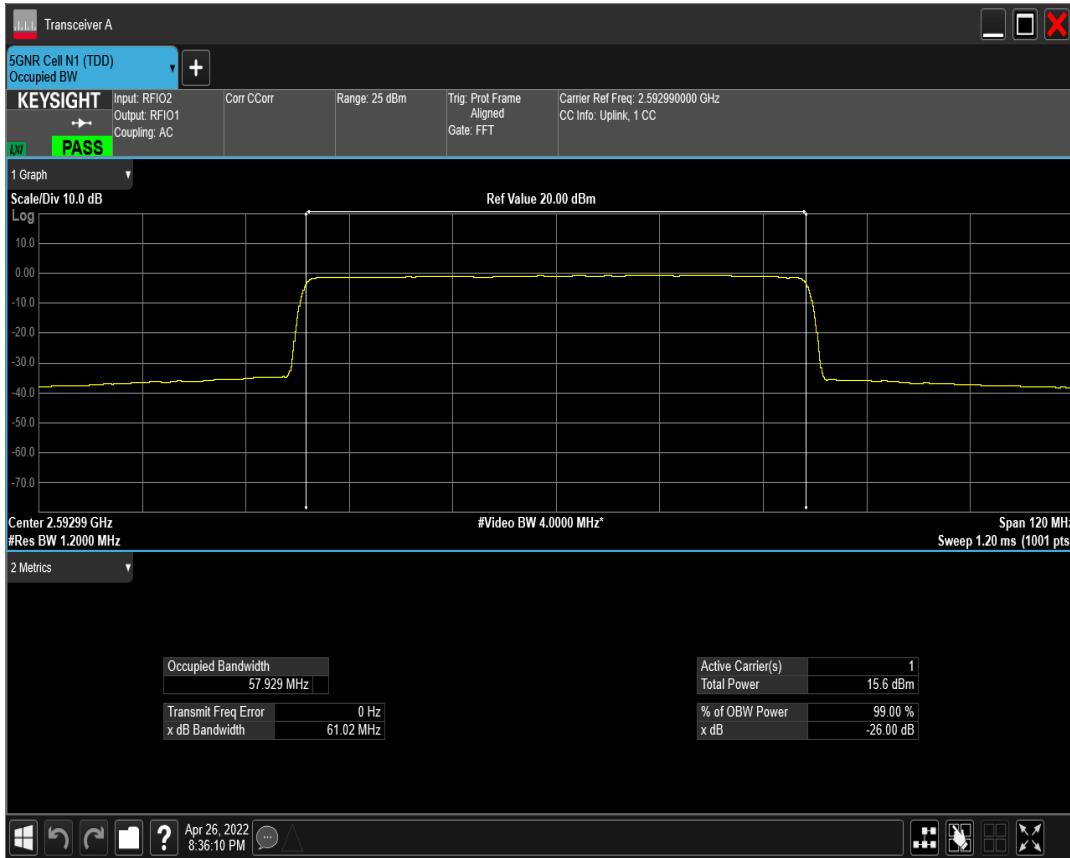 Transceiver A
5GNR Cell N1 (TDD)
Occupied BW
+
KEYSIGHT
LXI
PASS
Input: RFIO2
Output: RFIO1
Coupling: AC
Corr CCorr
Range: 25 dBm
Trig: Prot Frame
Aligned
Gate: FFT
Carrier Ref Freq: 2.592990000 GHz
CC Info: Uplink, 1 CC
1 Graph
Scale/Div 10.0 dB
Ref Value 20.00 dBm
Log
10.0
0.00
-10.0
-20.0
-30.0
-40.0
-50.0
-60.0
-70.0
Center 2.59299 GHz
#Video BW 4.0000 MHz*
Span 120 MHz
#Res BW 1.2000 MHz
Sweep 1.20 ms (1001 pts
2 Metrics
Occupied Bandwidth
57.929 MHz
Transmit Freq Error 0 Hz
x dB Bandwidth 61.02 MHz
Active Carrier(s) 1
Total Power 15.6 dBm
% of OBW Power 99.00 %
x dB -26.00 dB
?
Apr 26, 2022
8:36:10 PM